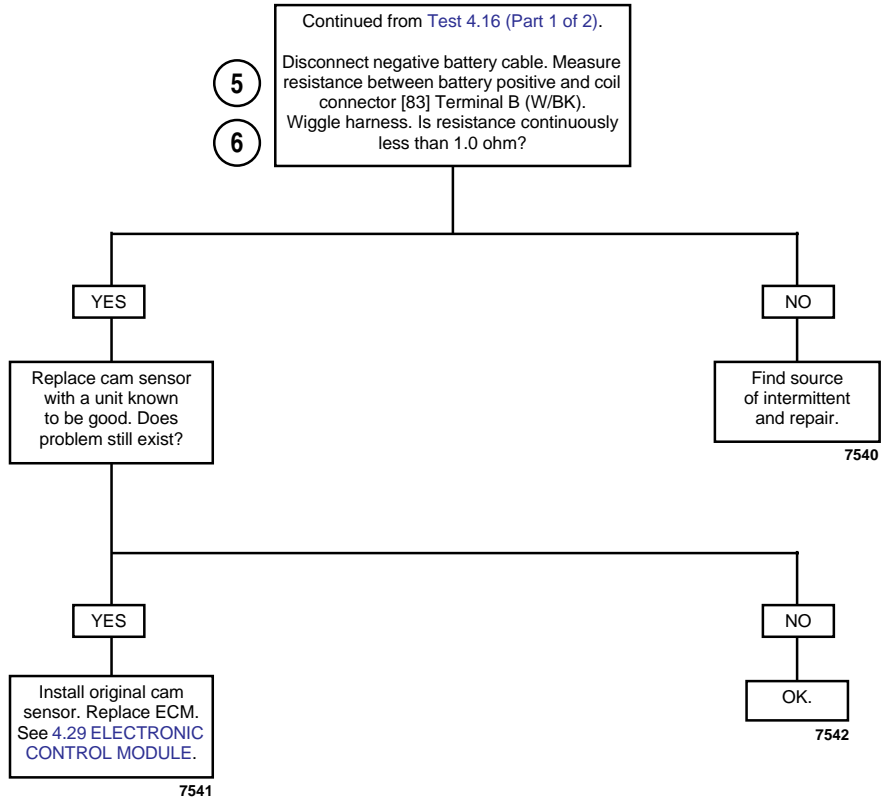 Continued from Test 4.16 (Part 1 of 2).
Disconnect negative battery cable. Measure
resistance between battery positive and coil
connector [83] Terminal B (W/BK).
Wiggle harness. Is resistance continuously
less than 1.0 ohm?
5
6
YES
NO
Replace cam sensor
with a unit known
to be good. Does
problem still exist?
Find source
of intermittent
and repair.
7540
YES
NO
Install original cam
sensor. Replace ECM.
See 4.29 ELECTRONIC
CONTROL MODULE.
7541
OK.
7542